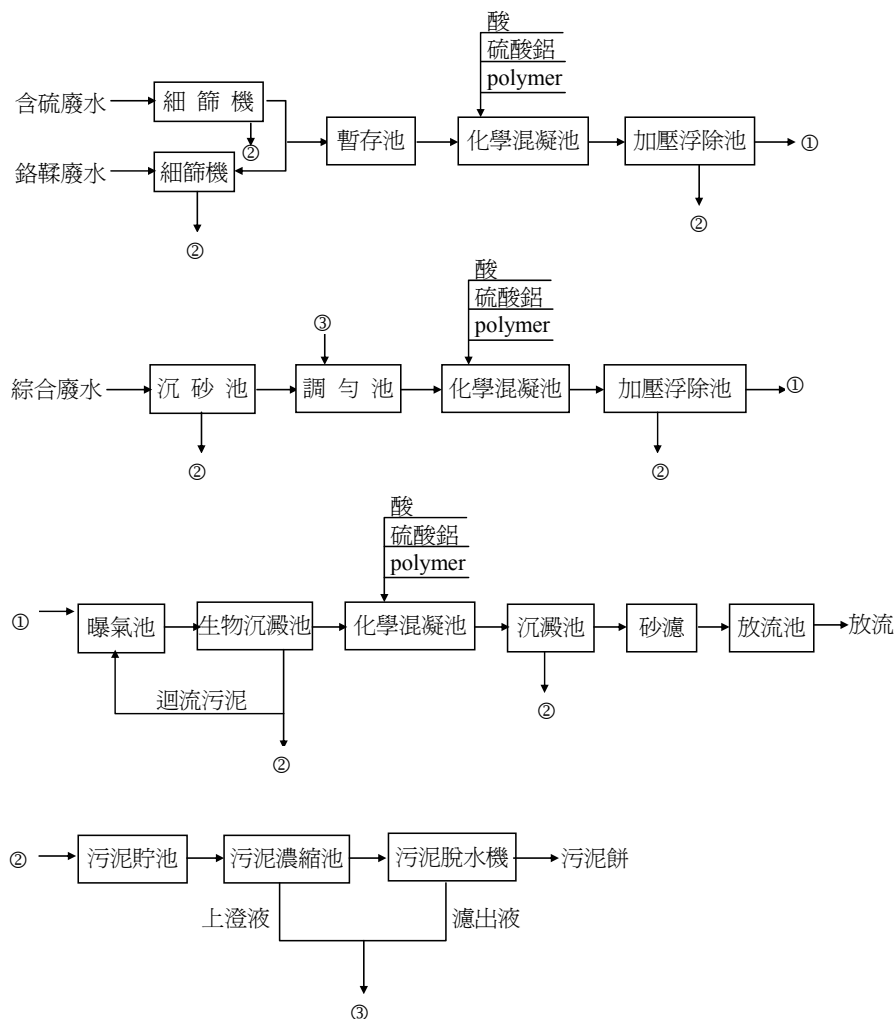 酸
硫酸鋁
polymer
含硫廢水 細篩機 ②
暫存池 化學混凝池 加壓浮除池 ①
鉻鞣廢水 細篩機
② ②
酸
硫酸鋁
polymer
③
綜合廢水 沉砂池 調勻池 化學混凝池 加壓浮除池 ①
② ②
酸
硫酸鋁
polymer
① 曝氣池 生物沉澱池 化學混凝池 沉澱池 砂濾 放流池 放流
迴流污泥 ②
②
② 污泥貯池 污泥濃縮池 污泥脫水機 污泥餅
上澄液 濾出液
③